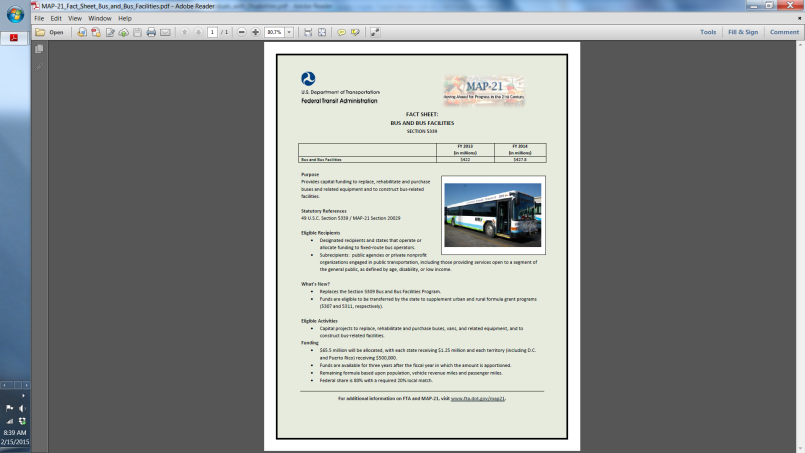 MAP-21_Fact_Sheet_Bus_and_Bus_Facilities.pdf - Adobe Reader
File Edit View Window Help
Open 1 / 1 80.7% Tools Fill & Sign Comment
U.S. Department of Transportation
Federal Transit Administration
MAP-21
Moving Ahead for Progress in the 21st Century
FACT SHEET:
BUS AND BUS FACILITIES
SECTION 5339
FY 2013 FY 2014
(in millions) (in millions)
Bus and Bus Facilities $422 $427.8
Purpose
Provides capital funding to replace, rehabilitate and purchase
buses and related equipment and to construct bus-related
facilities.
Statutory References
49 U.S.C. Section 5339 / MAP-21 Section 20029
Eligible Recipients
• Designated recipients and states that operate or
allocate funding to fixed-route bus operators.
• Subrecipients: public agencies or private nonprofit
organizations engaged in public transportation, including those providing services open to a segment of
the general public, as defined by age, disability, or low income.
What's New?
• Replaces the Section 5309 Bus and Bus Facilities Program.
• Funds are eligible to be transferred by the state to supplement urban and rural formula grant programs
(5307 and 5311, respectively).
Eligible Activities
• Capital projects to replace, rehabilitate and purchase buses, vans, and related equipment, and to
construct bus-related facilities.
Funding
• $65.5 million will be allocated, with each state receiving $1.25 million and each territory (including D.C.
and Puerto Rico) receiving $500,000.
• Funds are available for three years after the fiscal year in which the amount is apportioned.
• Remaining formula based upon population, vehicle revenue miles and passenger miles.
• Federal share is 80% with a required 20% local match.
For additional information on FTA and MAP-21, visit www.fta.dot.gov/map21.
8:39 AM
2/15/2015